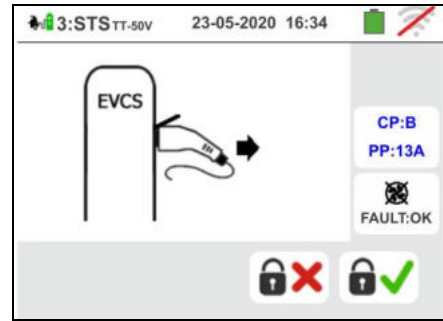 3:STS TT-50V 23-05-2020 16:34
EVCS
CP:B
PP:13A
FAULT:OK